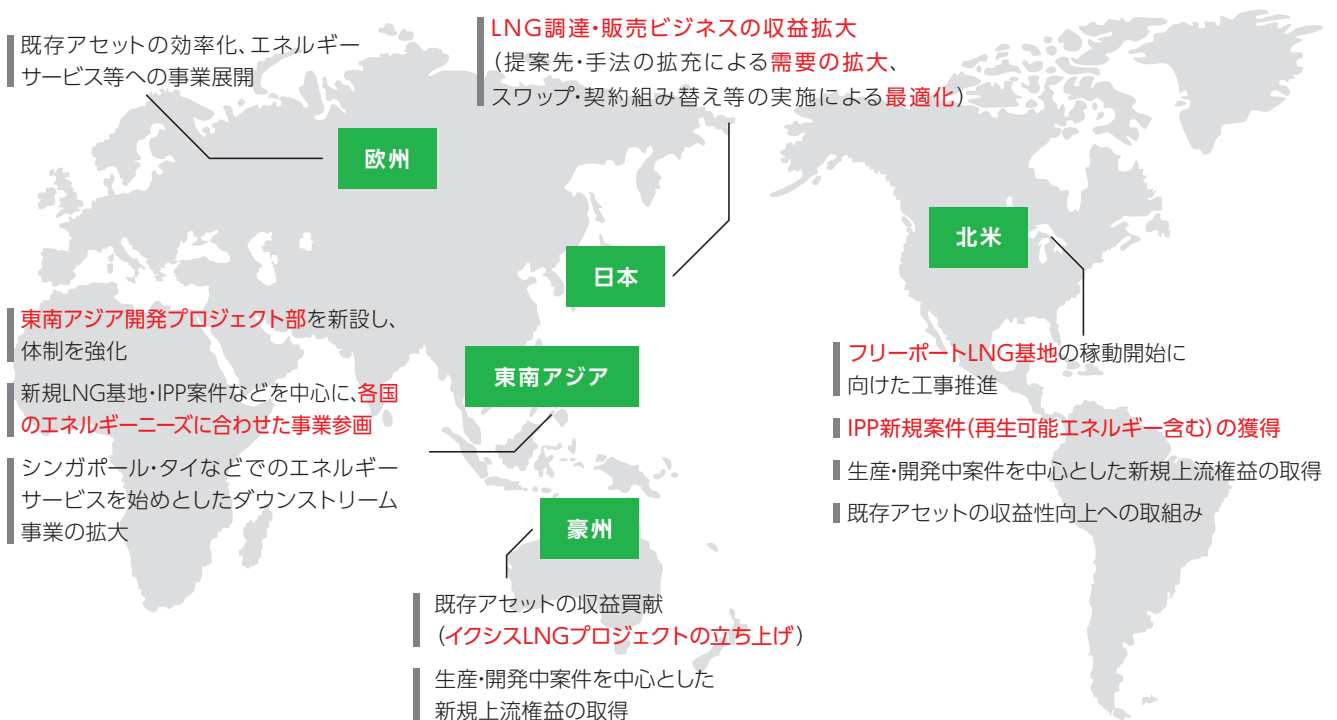 既存アセットの効率化、エネルギー
サービス等への事業展開
欧州
LNG調達・販売ビジネスの収益拡大
（提案先・手法の拡充による需要の拡大、
スワップ・契約組み替え等の実施による最適化）
日本
北米
フリーポートLNG基地の稼動開始に
向けた工事推進
IPP新規案件(再生可能エネルギー含む)の獲得
生産・開発中案件を中心とした新規上流権益の取得
既存アセットの収益性向上への取組み
東南アジア開発プロジェクト部を新設し、
体制を強化
新規LNG基地・IPP案件などを中心に、各国
のエネルギーニーズに合わせた事業参画
シンガポール・タイなどでのエネルギー
サービスを始めとしたダウンストリーム
事業の拡大
東南アジア
豪州
既存アセットの収益貢献
（イクシスLNGプロジェクトの立ち上げ）
生産・開発中案件を中心とした
新規上流権益の取得